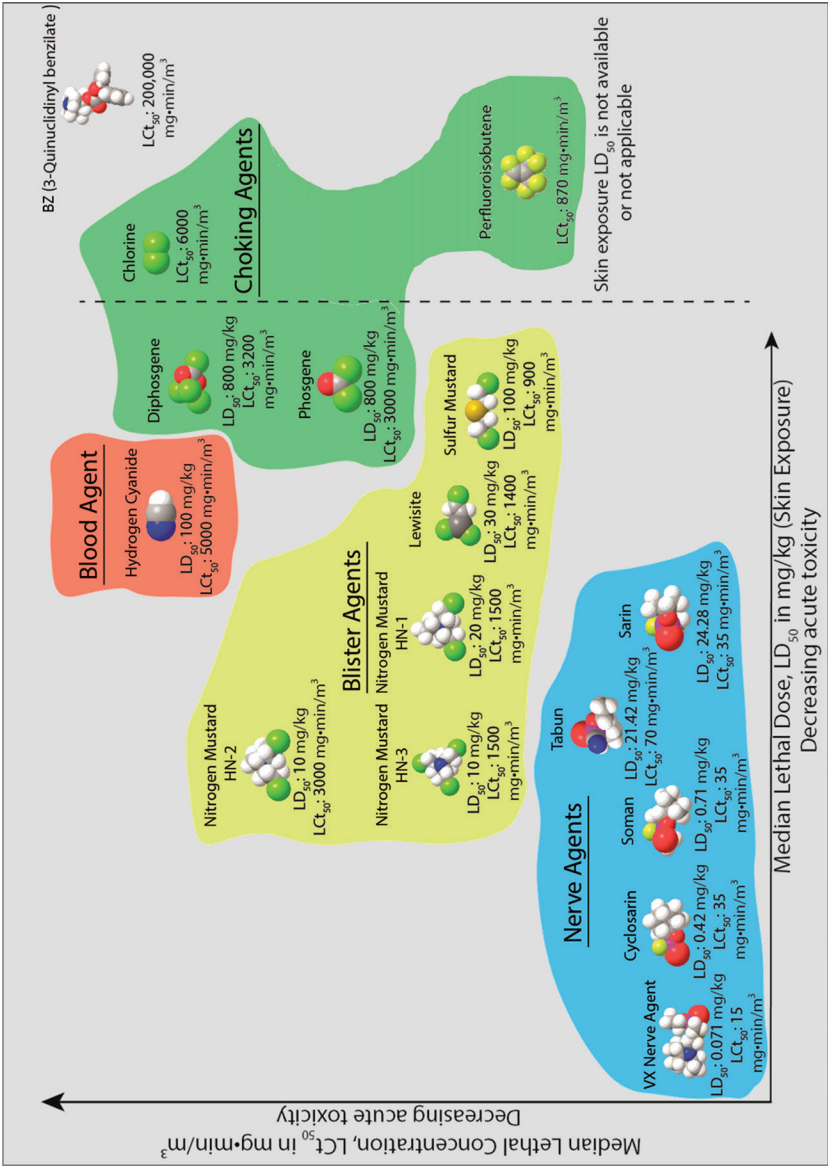 BZ (3-Quinuclidinyl benzilate )
LCt50: 200,000
mg•min/m³
Blood Agent
Hydrogen Cyanide
LD50: 100 mg/kg
LCt50: 5000 mg•min/m³
Diphosgene
LD50: 800 mg/kg
LCt50: 3200
mg•min/m³
Chlorine
LCt50: 6000
mg•min/m³
Choking Agents
Phosgene
LD50: 800 mg/kg
LCt50: 3000 mg•min/m³
Perfluoroisobutene
LCt50: 870 mg•min/m³
Skin exposure LD50 is not available
or not applicable
Nitrogen Mustard
HN-2
LD50: 10 mg/kg
LCt50: 3000 mg•min/m³
Blister Agents
Nitrogen Mustard
HN-3
LD50: 10 mg/kg
LCt50: 1500
mg•min/m³
Nitrogen Mustard
HN-1
LD50: 20 mg/kg
LCt50: 1500
mg•min/m³
Lewisite
LD50: 30 mg/kg
LCt50: 1400
mg•min/m³
Sulfur Mustard
LD50: 100 mg/kg
LCt50: 900
mg•min/m³
Nerve Agents
VX Nerve Agent
LD50: 0.071 mg/kg
LCt50: 15
mg•min/m³
Cyclosarin
LD50: 0.42 mg/kg
LCt50: 35
mg•min/m³
Soman
LD50: 0.71 mg/kg
LCt50: 35
mg•min/m³
Tabun
LD50: 21.42 mg/kg
LCt50: 70 mg•min/m³
Sarin
LD50: 24.28 mg/kg
LCt50: 35 mg•min/m³
Median Lethal Concentration, LCt50 in mg•min/m³
Decreasing acute toxicity
Median Lethal Dose, LD50 in mg/kg (Skin Exposure)
Decreasing acute toxicity